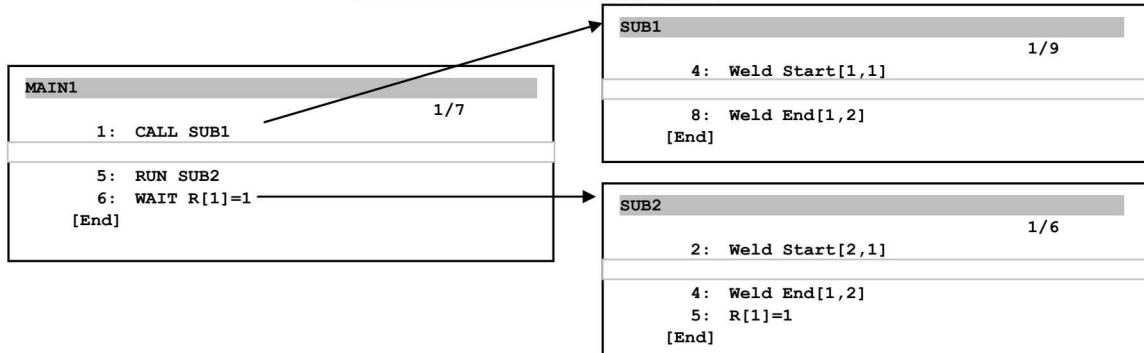 MAIN1
1/7
1: CALL SUB1
5: RUN SUB2
6: WAIT R[1]=1
[End]
SUB1
1/9
4: Weld Start[1,1]
8: Weld End[1,2]
[End]
SUB2
1/6
2: Weld Start[2,1]
4: Weld End[1,2]
5: R[1]=1
[End]